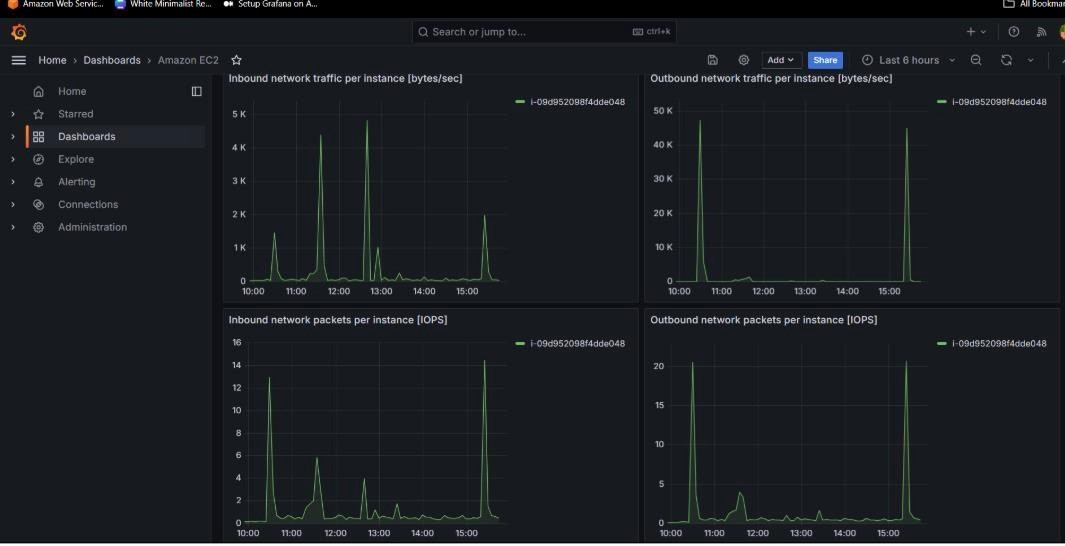 Amazon Web Servic... White Minimalist Re... Setup Grafana on A... All Bookmar
Search or jump to... ctrl+k
Home > Dashboards > Amazon EC2 Add Share Last 6 hours
Home
Starred
Dashboards
Explore
Alerting
Connections
Administration
Inbound network traffic per instance [bytes/sec]
i-09d952098f4dde048
5 K
4 K
3 K
2 K
1 K
0
10:00 11:00 12:00 13:00 14:00 15:00
Outbound network traffic per instance [bytes/sec]
i-09d952098f4dde048
50 K
40 K
30 K
20 K
10 K
0
10:00 11:00 12:00 13:00 14:00 15:00
Inbound network packets per instance [IOPS]
i-09d952098f4dde048
16
14
12
10
8
6
4
2
0
10:00 11:00 12:00 13:00 14:00 15:00
Outbound network packets per instance [IOPS]
i-09d952098f4dde048
20
15
10
5
0
10:00 11:00 12:00 13:00 14:00 15:00